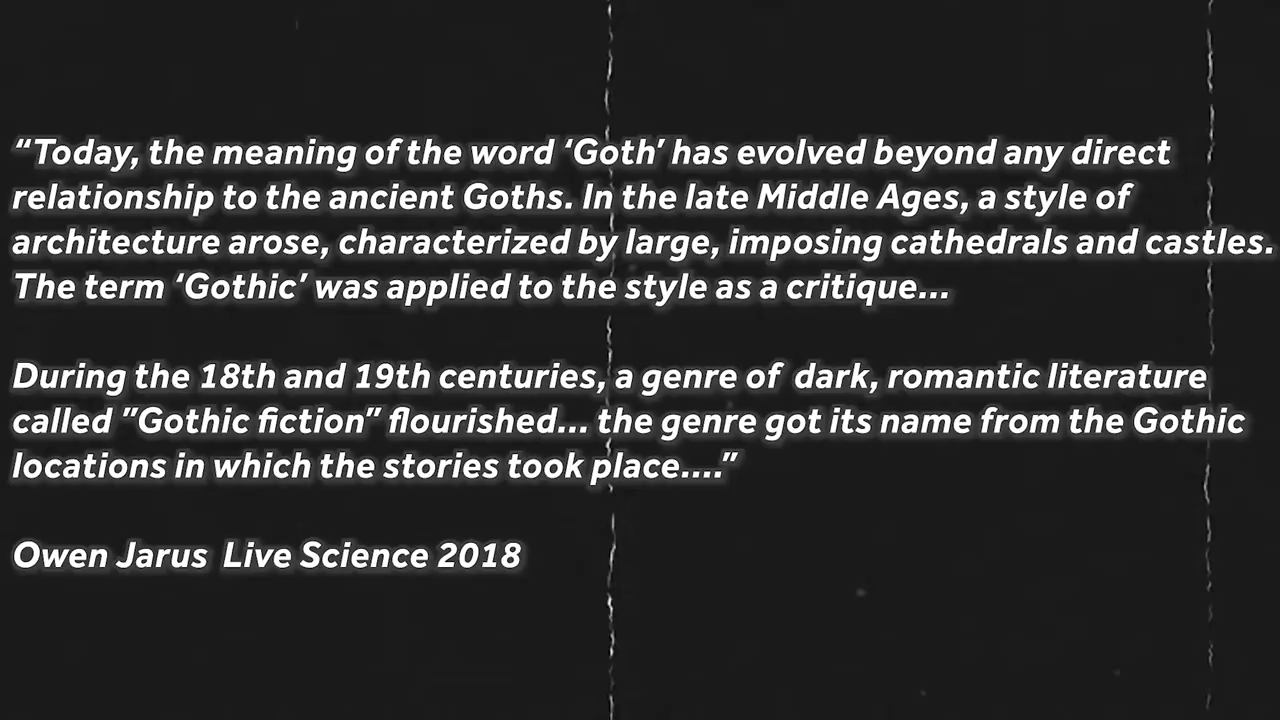 “Today, the meaning of the word ‘Goth’ has evolved beyond any direct
relationship to the ancient Goths. In the late Middle Ages, a style of
architecture arose, characterized by large, imposing cathedrals and castles.
The term ‘Gothic’ was applied to the style as a critique...
During the 18th and 19th centuries, a genre of dark, romantic literature
called "Gothic fiction" flourished... the genre got its name from the Gothic
locations in which the stories took place....”
Owen Jarus Live Science 2018